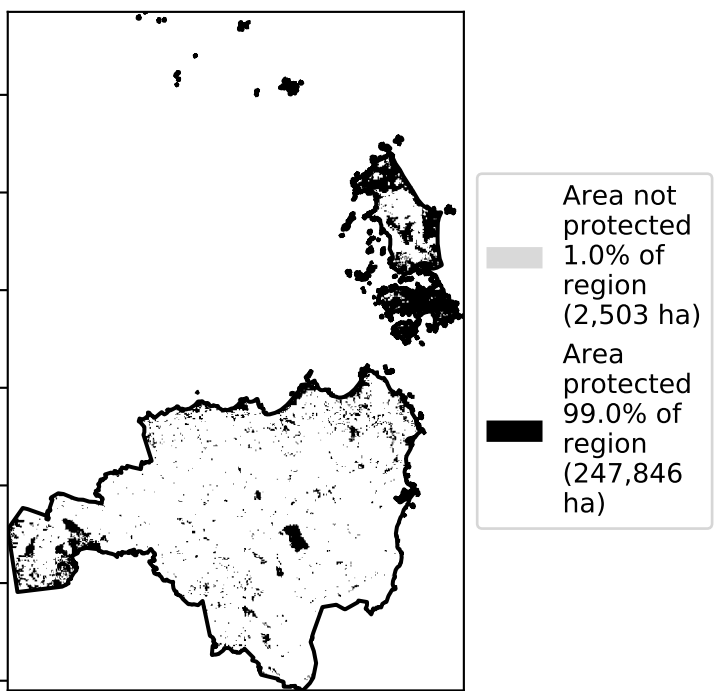 Area not
protected
1.0% of
region
(2,503 ha)
Area
protected
99.0% of
region
(247,846
ha)